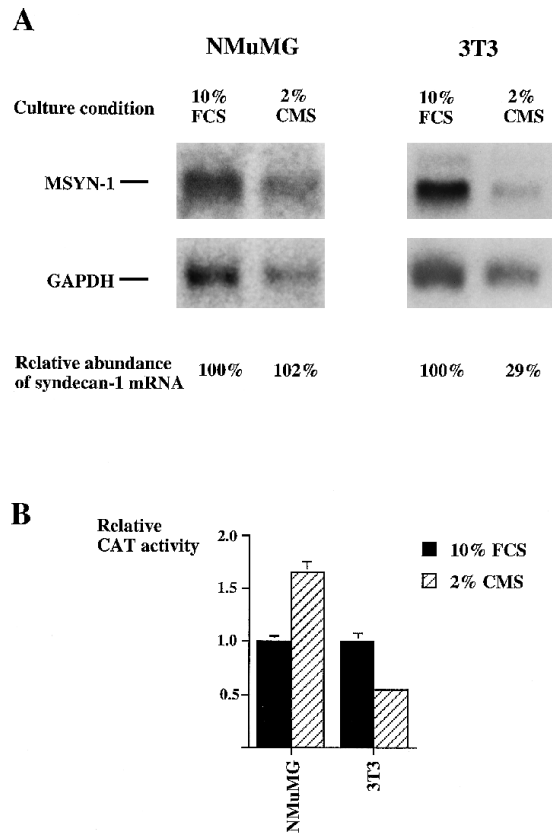 A
NMuMG 3T3
Culture condition 10% FCS 2% CMS 10% FCS 2% CMS
MSYN-1
GAPDH
Relative abundance
of syndecan-1 mRNA 100% 102% 100% 29%
B
Relative
CAT activity
2.0
1.5
1.0
0.5
10% FCS
2% CMS
NMuMG
3T3